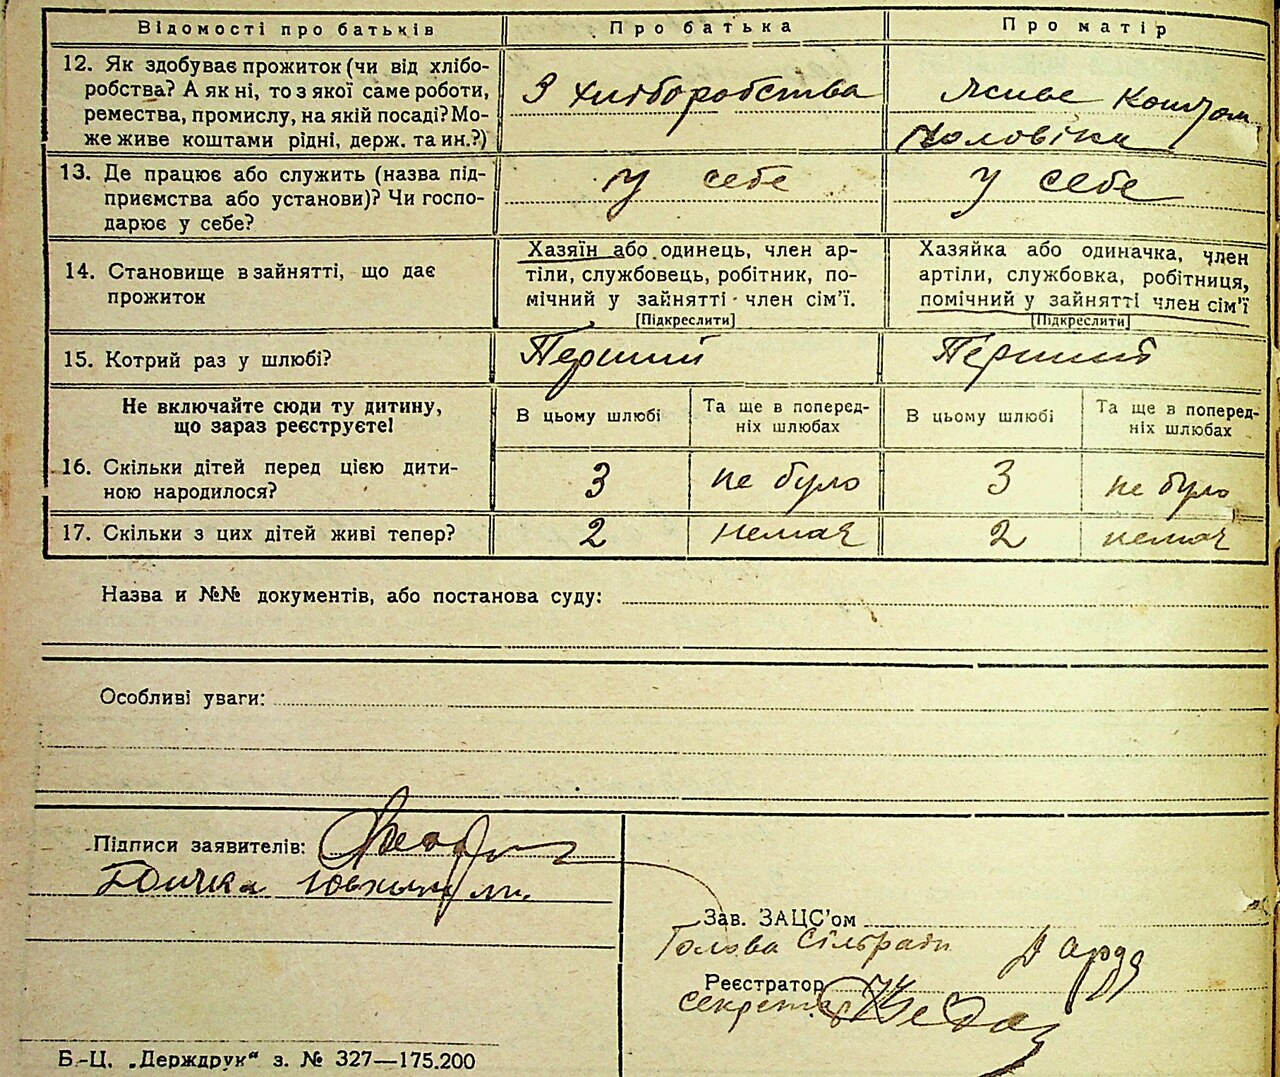 Відомості про батьків
Про батька
Про матір
12. Як здобуває прожиток (чи від хлібо-
робства? А як ні, то з якої саме роботи,
ремества, промислу, на якій посаді? Мо-
же живе коштами рідні, держ. та ин.?)
З хліборобства
живе коштом
чоловіка
13. Де працює або служить (назва під-
приємства або установи)? Чи госпо-
дарює у себе?
у себе
у себе
14. Становище в зайнятті, що дає
прожиток
Хазяїн або одинець, член ар-
тіли, службовець, робітник, по-
мічний у зайнятті член сім’ї.
[Підкреслити]
Хазяйка або одиначка, член
артіли, службовка, робітниця,
помічний у зайнятті член сім’ї
[Підкреслити]
15. Котрий раз у шлюбі?
Перший
Перший
Не включайте сюди ту дитину,
що зараз реєструєте!
В цьому шлюбі
Та ще в поперед-
ніх шлюбах
В цьому шлюбі
Та ще в поперед-
ніх шлюбах
16. Скільки дітей перед цією дити-
ною народилося?
3
не було
3
не було
17. Скільки з цих дітей живі тепер?
2
немає
2
немає
Назва и №№ документів, або постанова суду:
Особливі уваги:
Підписи заявителів:
Зав. ЗАЦС’ом
Голова Сільради
Реєстратор
секретар
Б.-Ц. „Держдрук“ з. № 327—175.200